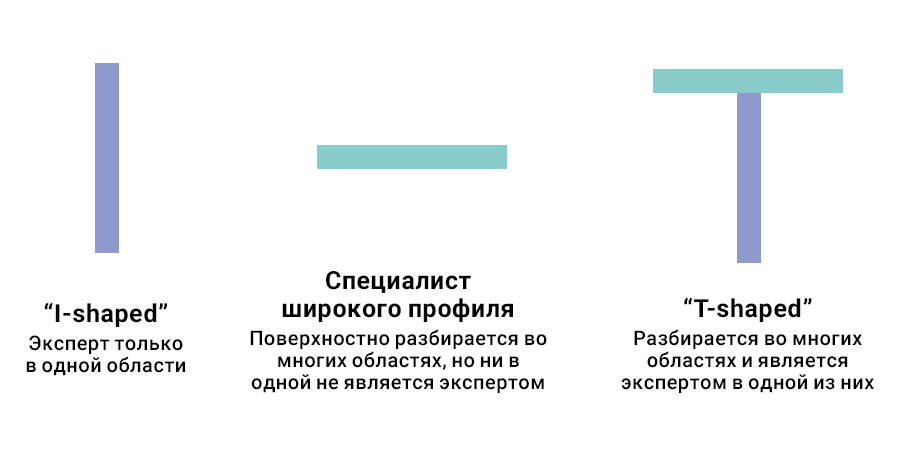 “I-shaped”
Эксперт только
в одной области
Специалист
широкого профиля
Поверхностно разбирается во
многих областях, но ни в
одной не является экспертом
“T-shaped”
Разбирается во многих
областях и является
экспертом в одной из них